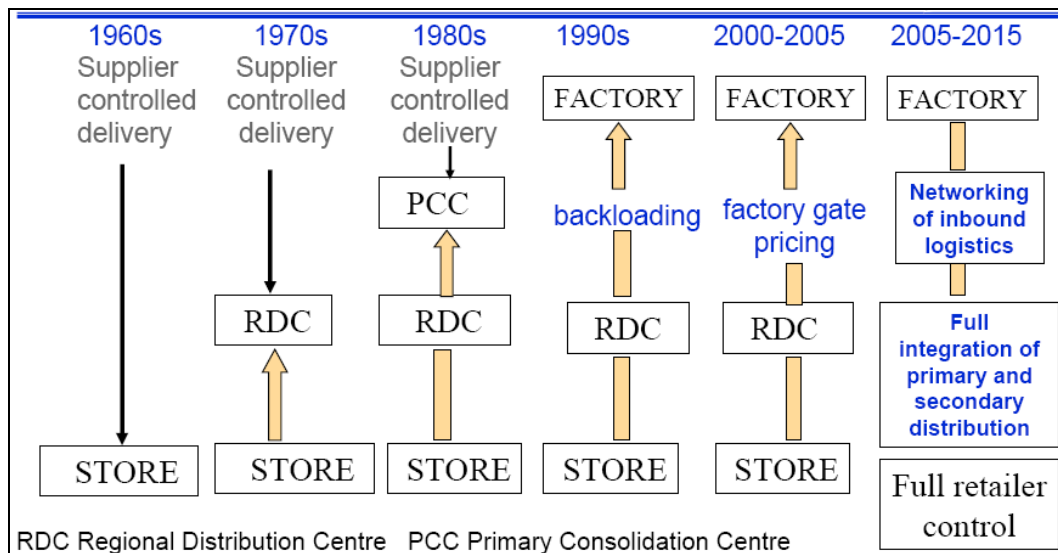 1960s
Supplier
controlled
delivery
STORE
1970s
Supplier
controlled
delivery
RDC
STORE
1980s
Supplier
controlled
delivery
PCC
RDC
STORE
1990s
FACTORY
backloading
RDC
STORE
2000-2005
FACTORY
factory gate
pricing
RDC
STORE
2005-2015
FACTORY
Networking
of inbound
logistics
Full
integration of
primary and
secondary
distribution
Full retailer
control
RDC Regional Distribution Centre PCC Primary Consolidation Centre